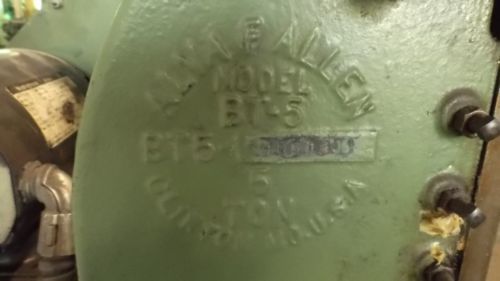 ALVA F. ALLEN
MODEL
BT-5
BT5-
5
TON
CLINTON, MO. U.S.A.